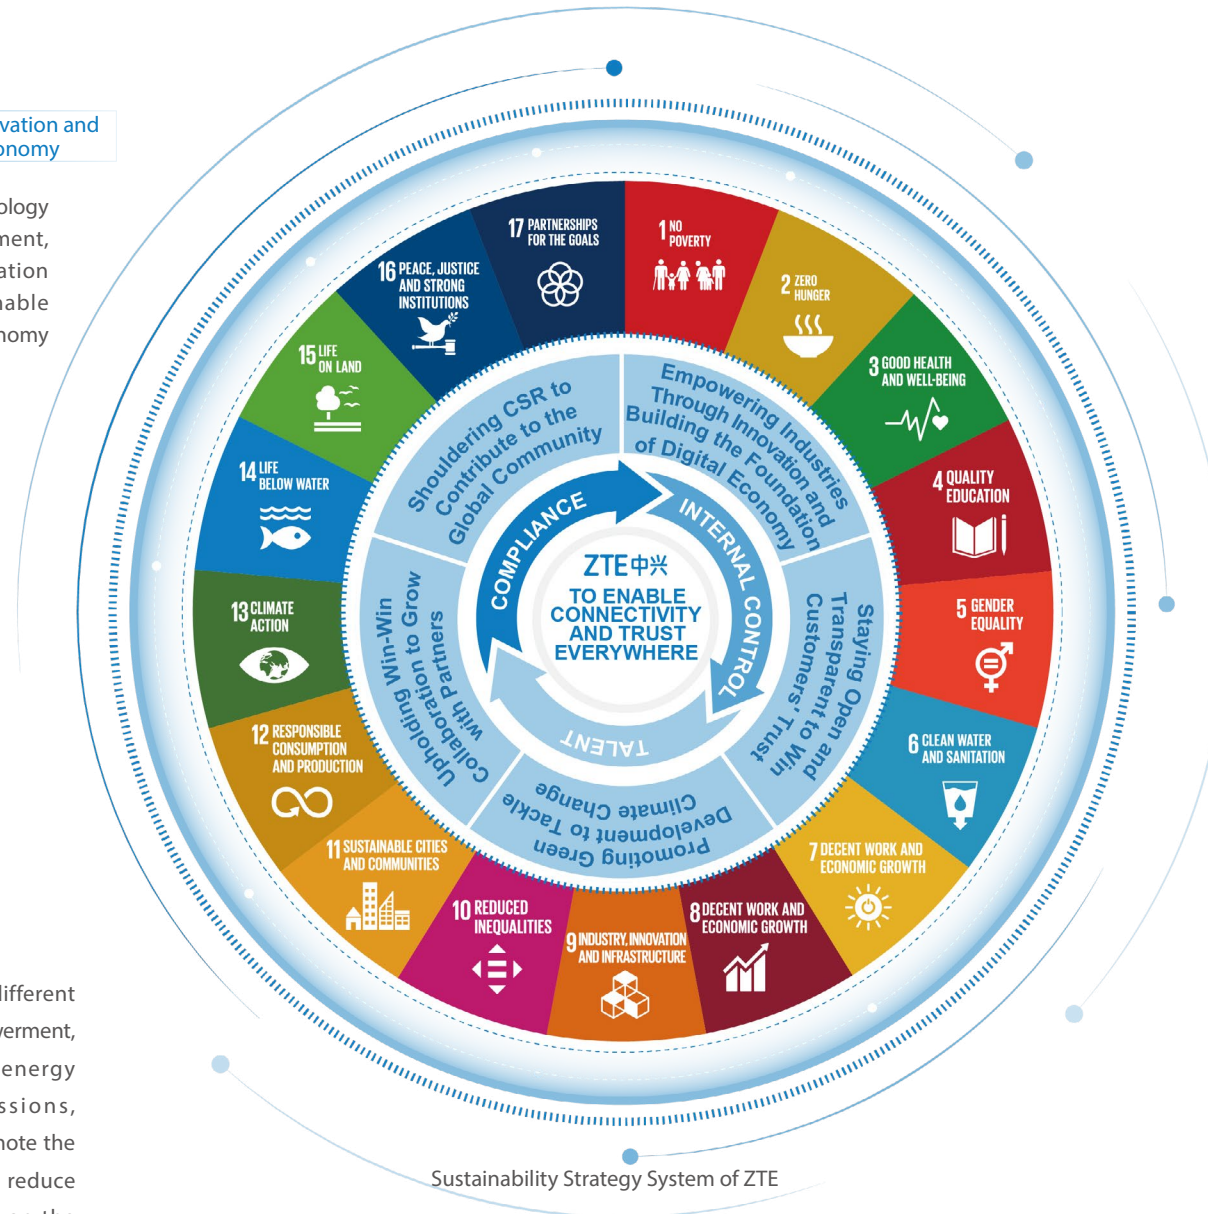 vation and
onomy
ology
ment,
ation
nable
nomy
17 PARTNERSHIPS
FOR THE GOALS
1 NO
POVERTY
2 ZERO
HUNGER
3 GOOD HEALTH
AND WELL-BEING
4 QUALITY
EDUCATION
5 GENDER
EQUALITY
6 CLEAN WATER
AND SANITATION
7 DECENT WORK AND
ECONOMIC GROWTH
8 DECENT WORK AND
ECONOMIC GROWTH
9 INDUSTRY, INNOVATION
AND INFRASTRUCTURE
10 REDUCED
INEQUALITIES
11 SUSTAINABLE CITIES
AND COMMUNITIES
12 RESPONSIBLE
CONSUMPTION
AND PRODUCTION
13 CLIMATE
ACTION
14 LIFE
BELOW WATER
15 LIFE
ON LAND
16 PEACE, JUSTICE
AND STRONG
INSTITUTIONS
Shouldering CSR to
Contribute to the
Global Community
Empowering Industries
Through Innovation and
Building the Foundation
of Digital Economy
Staying Open and
Transparent to Win
Customers' Trust
Promoting Green
Development to Tackle
Climate Change
Upholding Win-Win
Collaboration to Grow
with Partners
COMPLIANCE
INTERNAL CONTROL
TALENT
ZTE中兴
TO ENABLE
CONNECTIVITY
AND TRUST
EVERYWHERE
different
verment,
energy
ssions,
note the
reduce
Sustainability Strategy System of ZTE